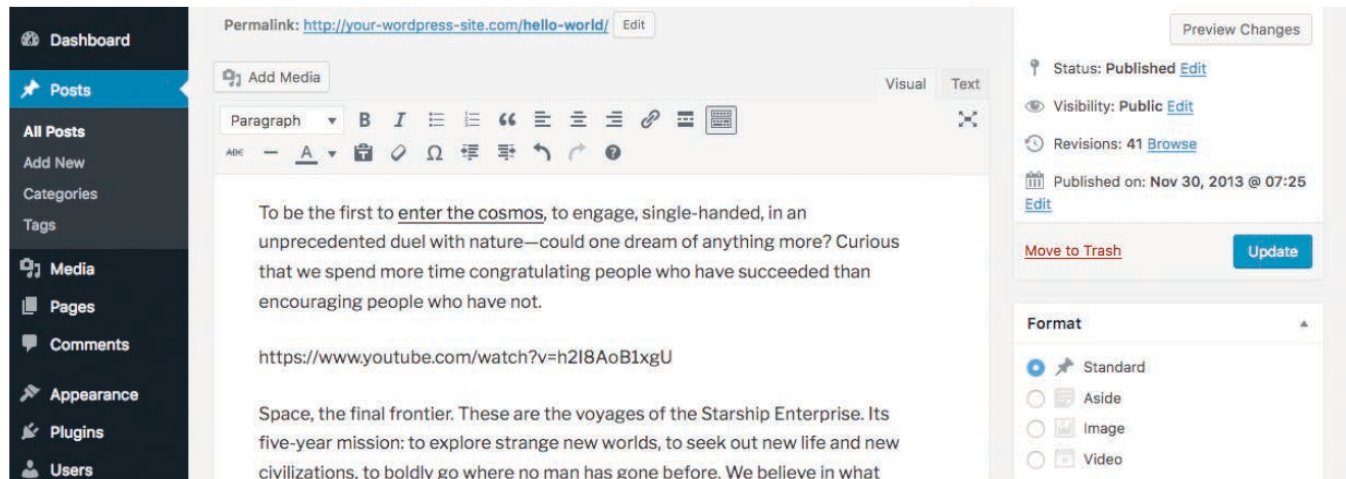 Dashboard
Posts
All Posts
Add New
Categories
Tags
Media
Pages
Comments
Appearance
Plugins
Users
Permalink: http://your-wordpress-site.com/hello-world/ Edit
Add Media
Visual Text
Paragraph B I
ABC A Ω
To be the first to enter the cosmos, to engage, single-handed, in an
unprecedented duel with nature—could one dream of anything more? Curious
that we spend more time congratulating people who have succeeded than
encouraging people who have not.
https://www.youtube.com/watch?v=h2I8AoB1xgU
Space, the final frontier. These are the voyages of the Starship Enterprise. Its
five-year mission: to explore strange new worlds, to seek out new life and new
civilizations, to boldly go where no man has gone before. We believe in what
Preview Changes
Status: Published Edit
Visibility: Public Edit
Revisions: 41 Browse
Published on: Nov 30, 2013 @ 07:25
Edit
Move to Trash Update
Format
Standard
Aside
Image
Video